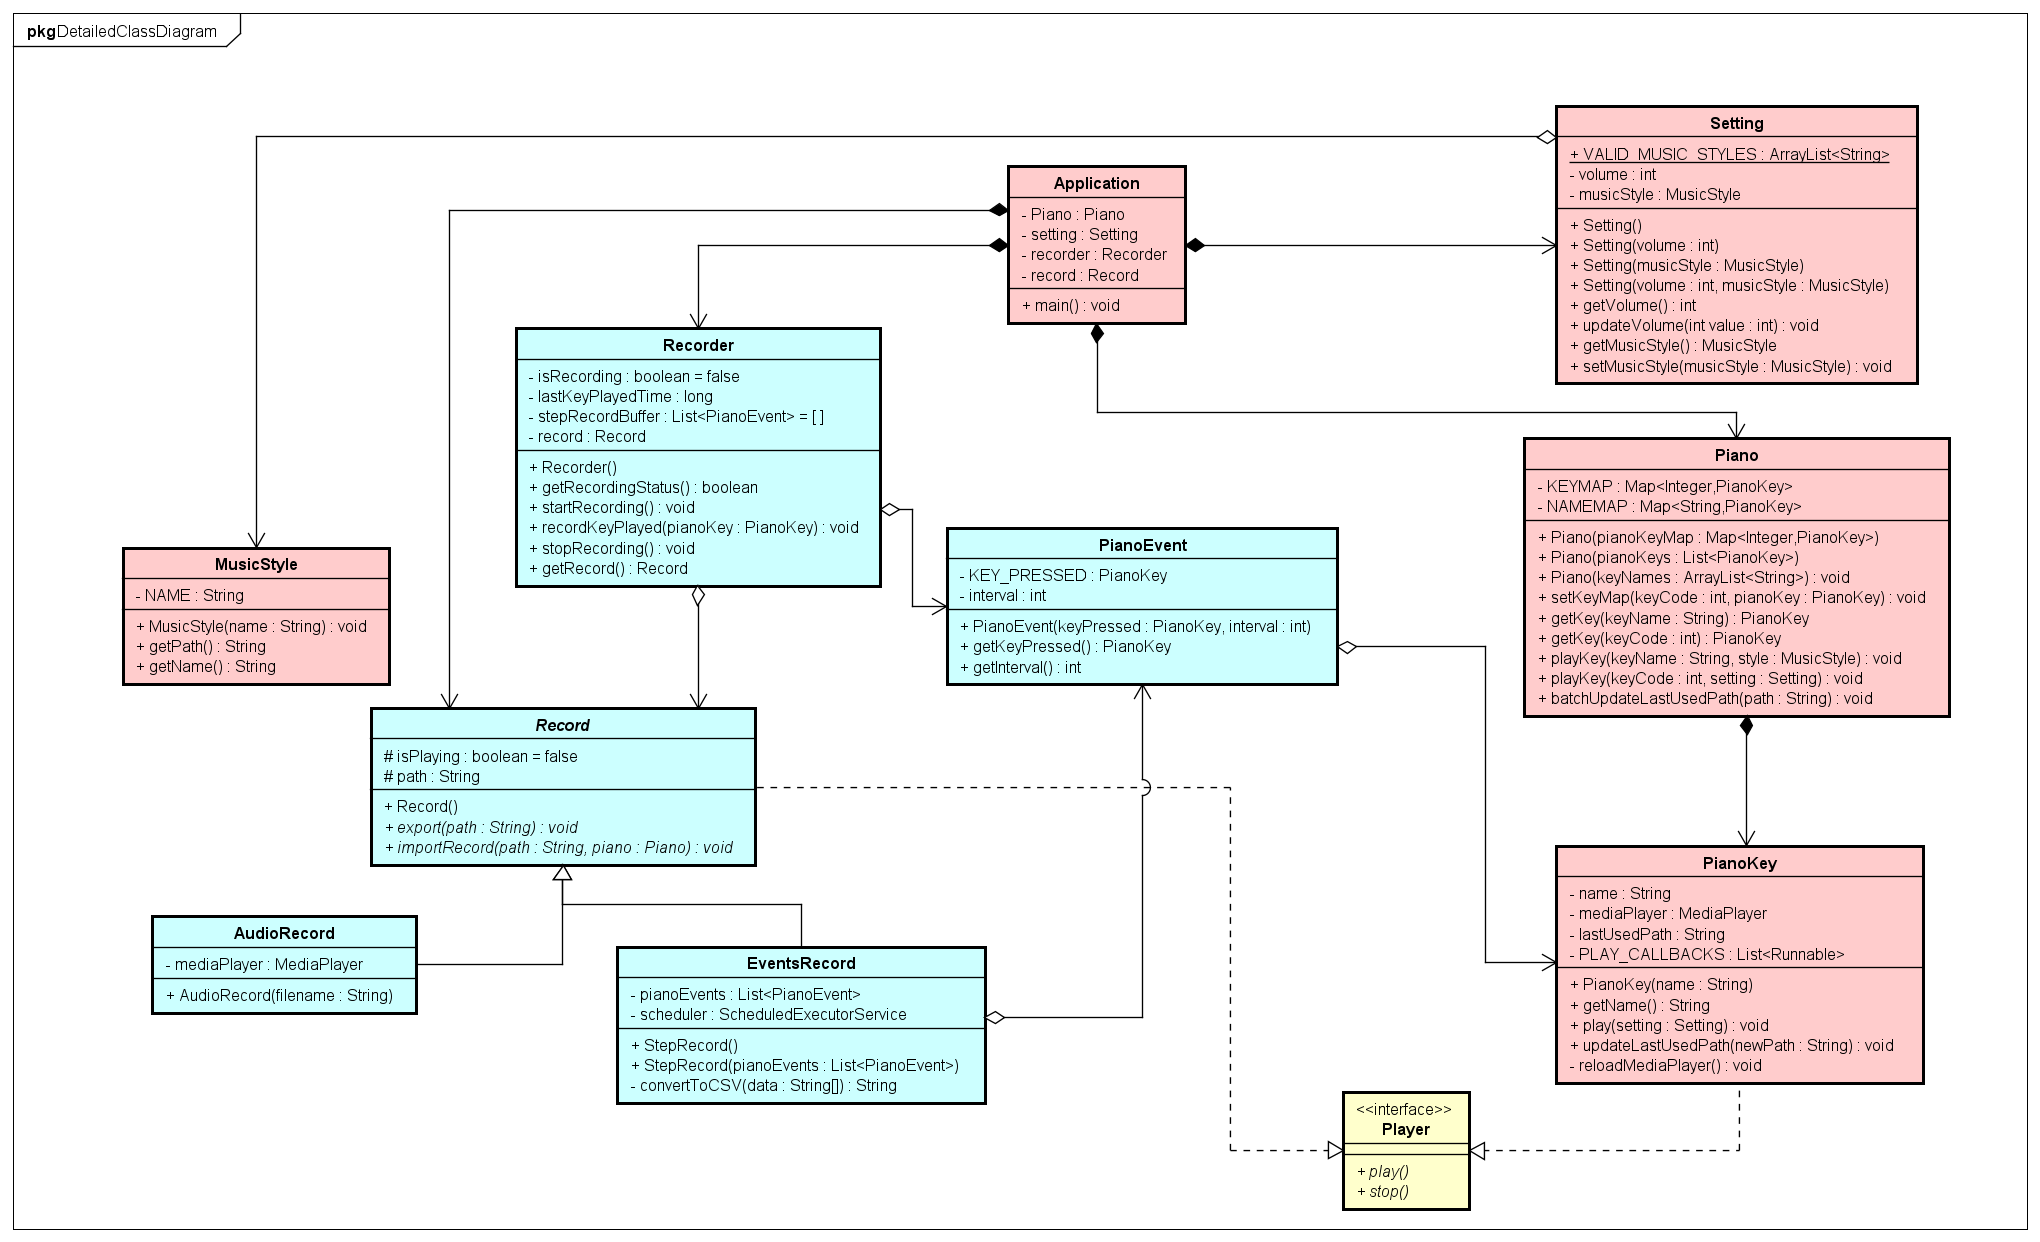 pkg DetailedClassDiagram
Setting
+ VALID_MUSIC_STYLES : ArrayList<String>
- volume : int
- musicStyle : MusicStyle
+ Setting()
+ Setting(volume : int)
+ Setting(musicStyle : MusicStyle)
+ Setting(volume : int, musicStyle : MusicStyle)
+ getVolume() : int
+ updateVolume(int value : int) : void
+ getMusicStyle() : MusicStyle
+ setMusicStyle(musicStyle : MusicStyle) : void
Application
- Piano : Piano
- setting : Setting
- recorder : Recorder
- record : Record
+ main() : void
Recorder
- isRecording : boolean = false
- lastKeyPlayedTime : long
- stepRecordBuffer : List<PianoEvent> = [ ]
- record : Record
+ Recorder()
+ getRecordingStatus() : boolean
+ startRecording() : void
+ recordKeyPlayed(pianoKey : PianoKey) : void
+ stopRecording() : void
+ getRecord() : Record
Piano
- KEYMAP : Map<Integer,PianoKey>
- NAMEMAP : Map<String,PianoKey>
+ Piano(pianoKeyMap : Map<Integer,PianoKey>)
+ Piano(pianoKeys : List<PianoKey>)
+ Piano(keyNames : ArrayList<String>) : void
+ setKeyMap(keyCode : int, pianoKey : PianoKey) : void
+ getKey(keyName : String) : PianoKey
+ getKey(keyCode : int) : PianoKey
+ playKey(keyName : String, style : MusicStyle) : void
+ playKey(keyCode : int, setting : Setting) : void
+ batchUpdateLastUsedPath(path : String) : void
MusicStyle
- NAME : String
+ MusicStyle(name : String) : void
+ getPath() : String
+ getName() : String
PianoEvent
- KEY_PRESSED : PianoKey
- interval : int
+ PianoEvent(keyPressed : PianoKey, interval : int)
+ getKeyPressed() : PianoKey
+ getInterval() : int
Record
# isPlaying : boolean = false
# path : String
+ Record()
+ export(path : String) : void
+ importRecord(path : String, piano : Piano) : void
PianoKey
- name : String
- mediaPlayer : MediaPlayer
- lastUsedPath : String
- PLAY_CALLBACKS : List<Runnable>
+ PianoKey(name : String)
+ getName() : String
+ play(setting : Setting) : void
+ updateLastUsedPath(newPath : String) : void
- reloadMediaPlayer() : void
AudioRecord
- mediaPlayer : MediaPlayer
+ AudioRecord(filename : String)
EventsRecord
- pianoEvents : List<PianoEvent>
- scheduler : ScheduledExecutorService
+ StepRecord()
+ StepRecord(pianoEvents : List<PianoEvent>)
- convertToCSV(data : String[]) : String
<<interface>>
Player
+ play()
+ stop()